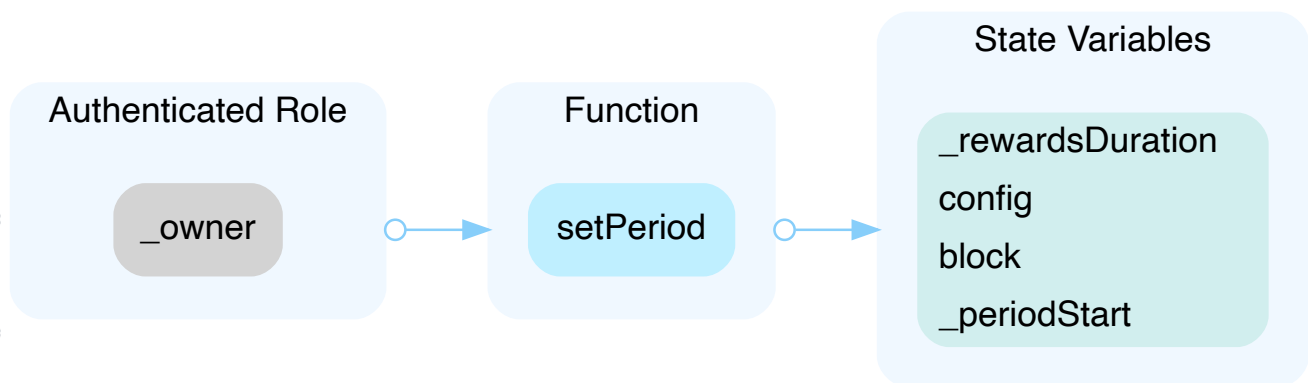 Authenticated Role
_owner
Function
setPeriod
State Variables
_rewardsDuration
config
block
_periodStart